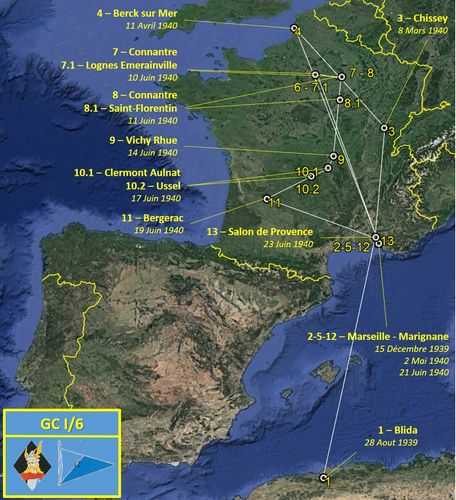 4 – Berck sur Mer
11 Avril 1940
3 – Chissey
8 Mars 1940
4
7 – Connantre
7.1 – Lognes Emerainville
10 Juin 1940
7 - 8
6 - 7.1
8 – Connantre
8.1 – Saint-Florentin
11 Juin 1940
8.1
3
9 – Vichy Rhue
14 Juin 1940
9
10.1 – Clermont Aulnat
10.2 – Ussel
17 Juin 1940
10.1
10.2
11
11 – Bergerac
19 Juin 1940
13 – Salon de Provence
23 Juin 1940
13
2-5-12
2-5-12 – Marseille - Marignane
15 Décembre 1939
2 Mai 1940
21 Juin 1940
1 – Blida
28 Aout 1939
1
GC I/6